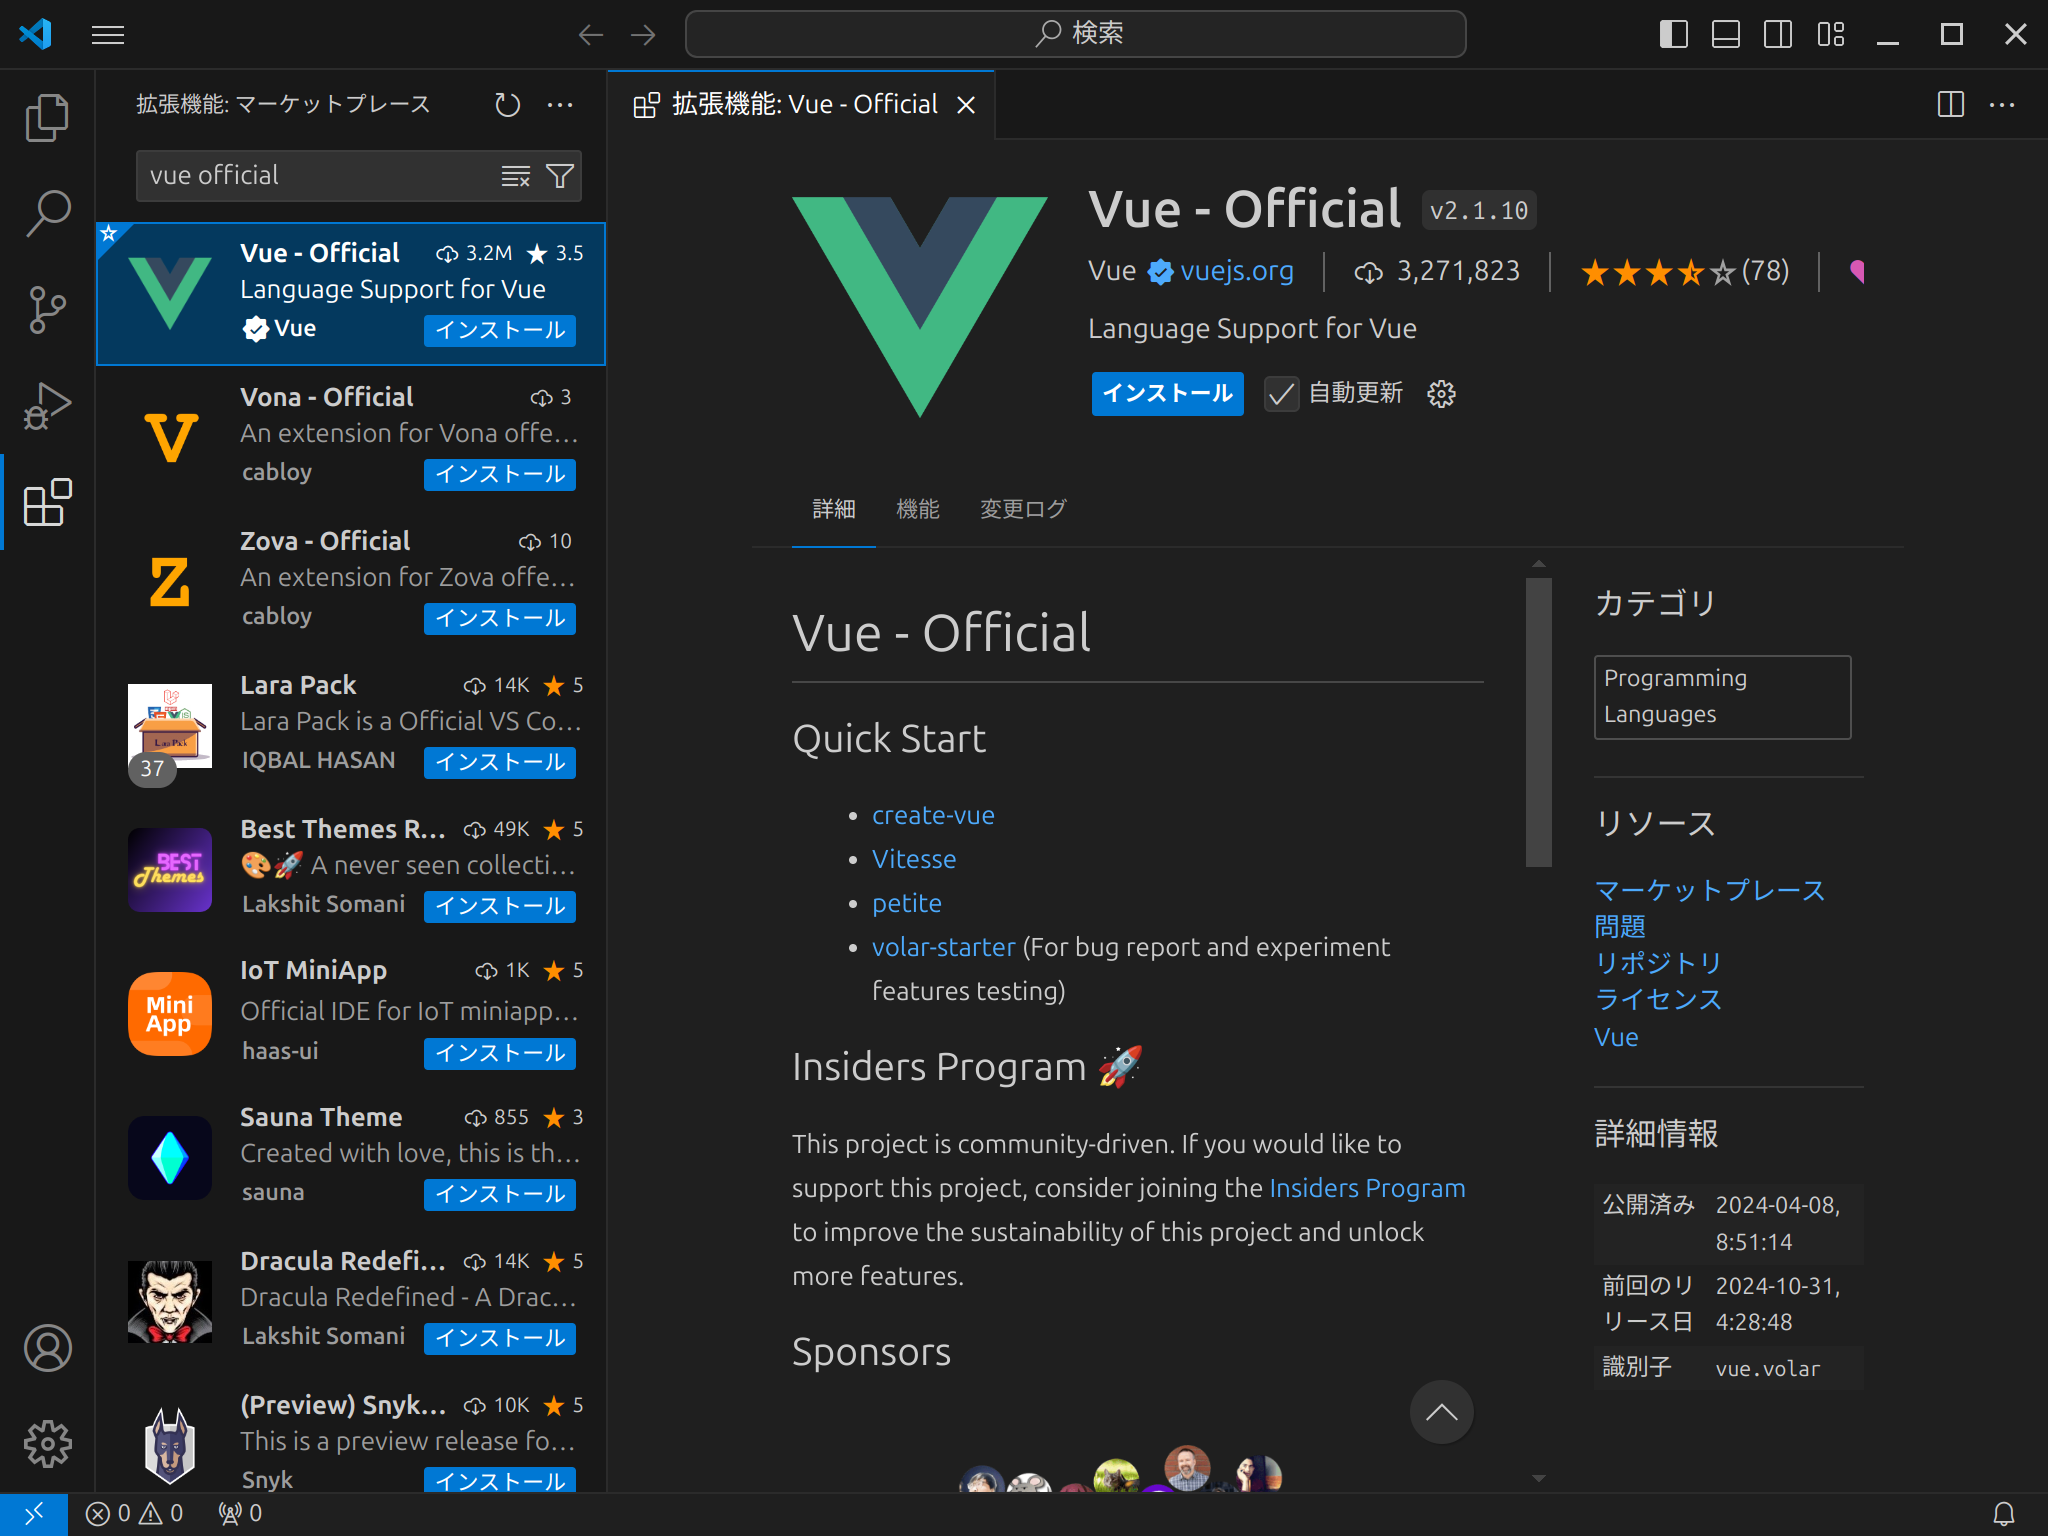 検索
拡張機能: マーケットプレース
vue official
Vue - Official 3.2M 3.5
Language Support for Vue
Vue インストール
Vona - Official 3
An extension for Vona offe...
cabloy インストール
Zova - Official 10
An extension for Zova offe...
cabloy インストール
Lara Pack 14K 5
Lara Pack is a Official VS Co...
IQBAL HASAN インストール
37
Best Themes R... 49K 5
🎨🚀 A never seen collecti...
Lakshit Somani インストール
BEST
Themes
IoT MiniApp 1K 5
Official IDE for IoT miniapp...
haas-ui インストール
Mini
App
Sauna Theme 855 3
Created with love, this is th...
sauna インストール
Dracula Redefi... 14K 5
Dracula Redefined - A Drac...
Lakshit Somani インストール
(Preview) Snyk... 10K 5
This is a preview release fo...
Snyk インストール
拡張機能: Vue - Official
Vue - Official v2.1.10
Vue vuejs.org 3,271,823 (78)
Language Support for Vue
インストール 自動更新
詳細 機能 変更ログ
Vue - Official
Quick Start
• create-vue
• Vitesse
• petite
• volar-starter (For bug report and experiment
features testing)
Insiders Program 🚀
This project is community-driven. If you would like to
support this project, consider joining the Insiders Program
to improve the sustainability of this project and unlock
more features.
Sponsors
カテゴリ
Programming
Languages
リソース
マーケットプレース
問題
リポジトリ
ライセンス
Vue
詳細情報
公開済み 2024-04-08,
8:51:14
前回のリ 2024-10-31,
リース日 4:28:48
識別子 vue.volar
0 0 0